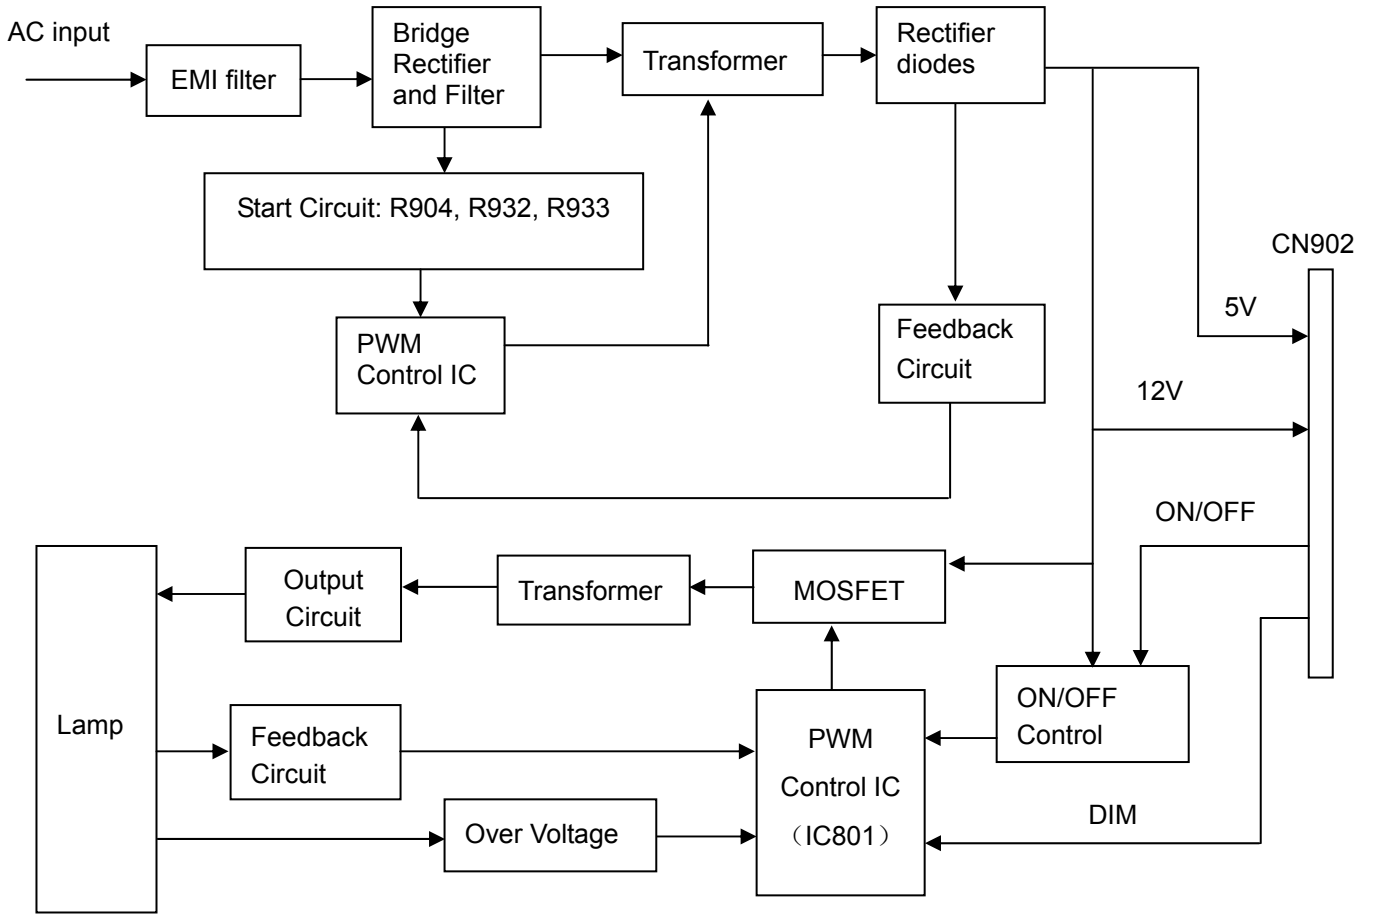 AC input
EMI filter
Bridge
Rectifier
and Filter
Transformer
Rectifier
diodes
Start Circuit: R904, R932, R933
CN902
5V
PWM
Control IC
Feedback
Circuit
12V
ON/OFF
Output
Circuit
Transformer
MOSFET
Lamp
Feedback
Circuit
PWM
Control IC
（IC801）
ON/OFF
Control
Over Voltage
DIM